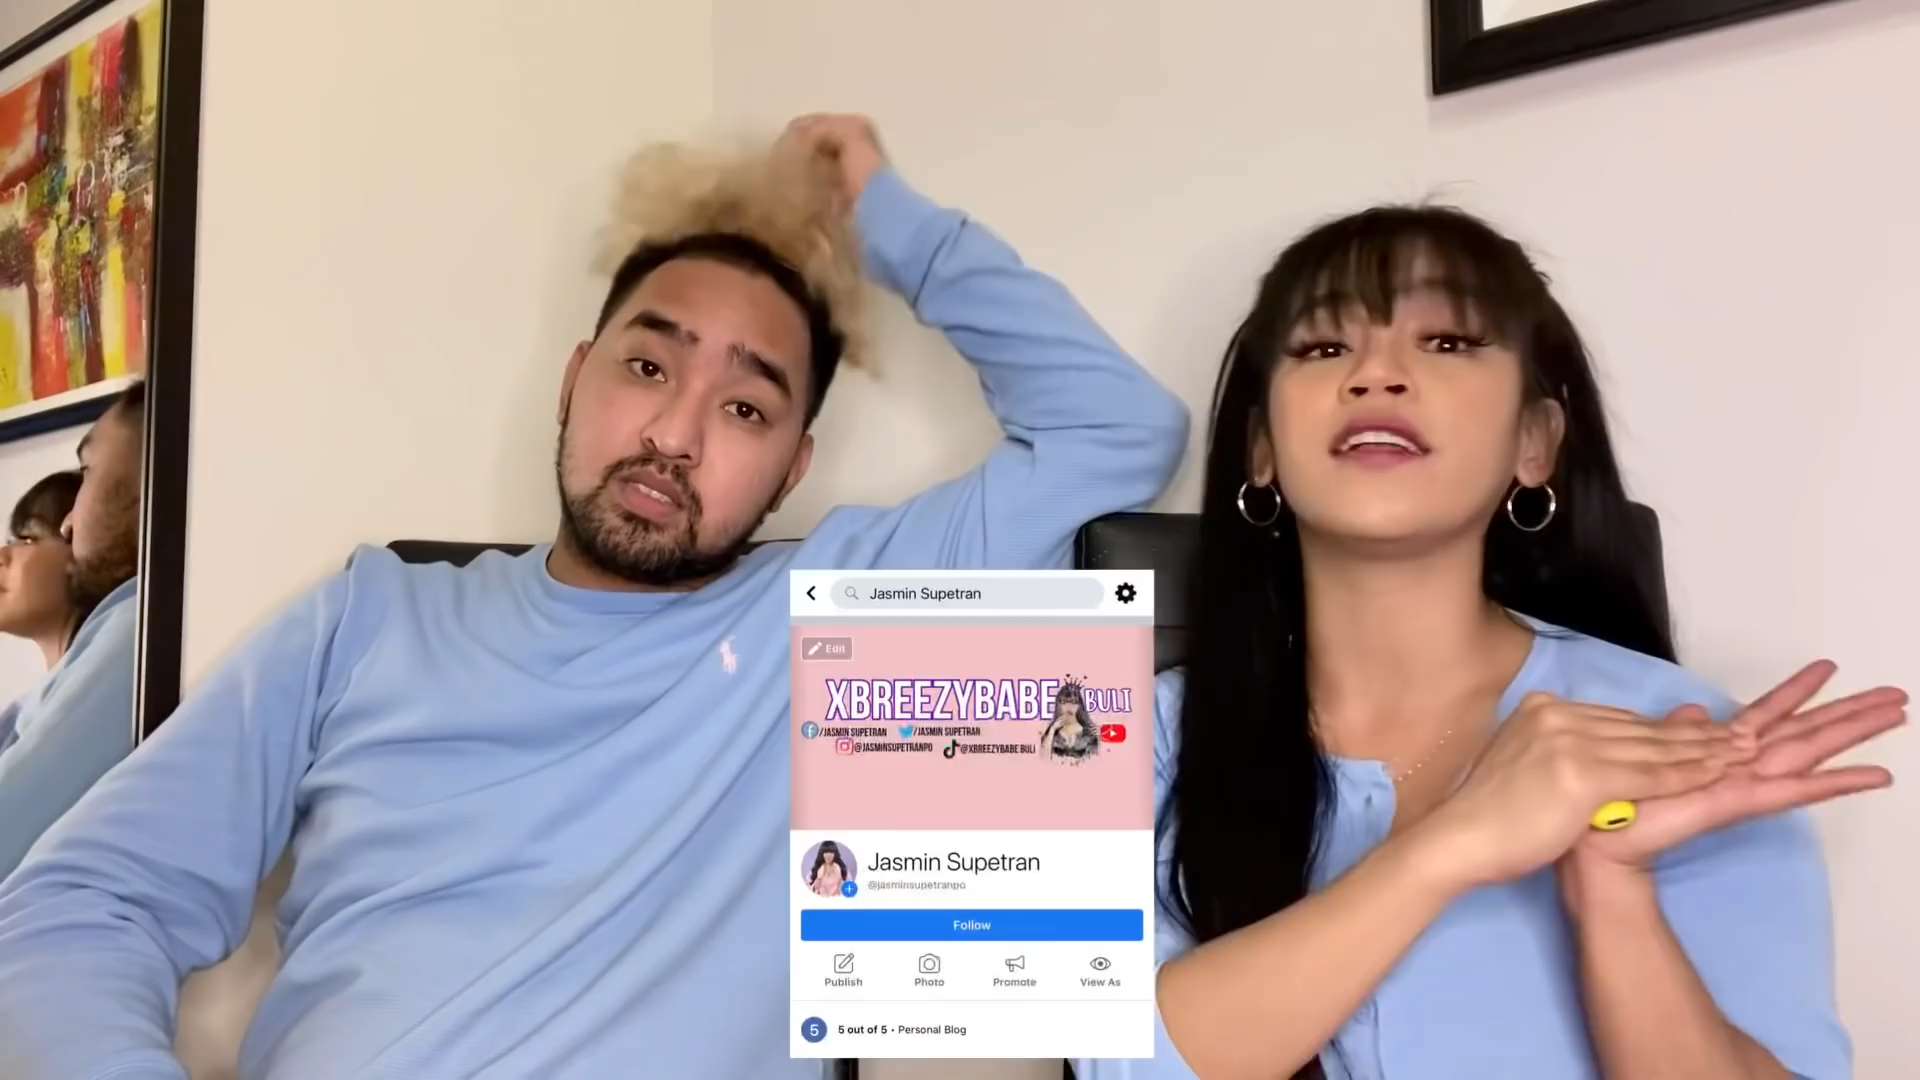 Jasmin Supetran
Edit
XBREEZYBABE BULI
/JASMIN SUPETRAN /JASMIN SUPETRAN
@JASMINSUPETRANPO @XBREEZYBABE BULI
Jasmin Supetran
@jasminsupetranpo
Follow
Publish Photo Promote View As
5 5 out of 5 • Personal Blog